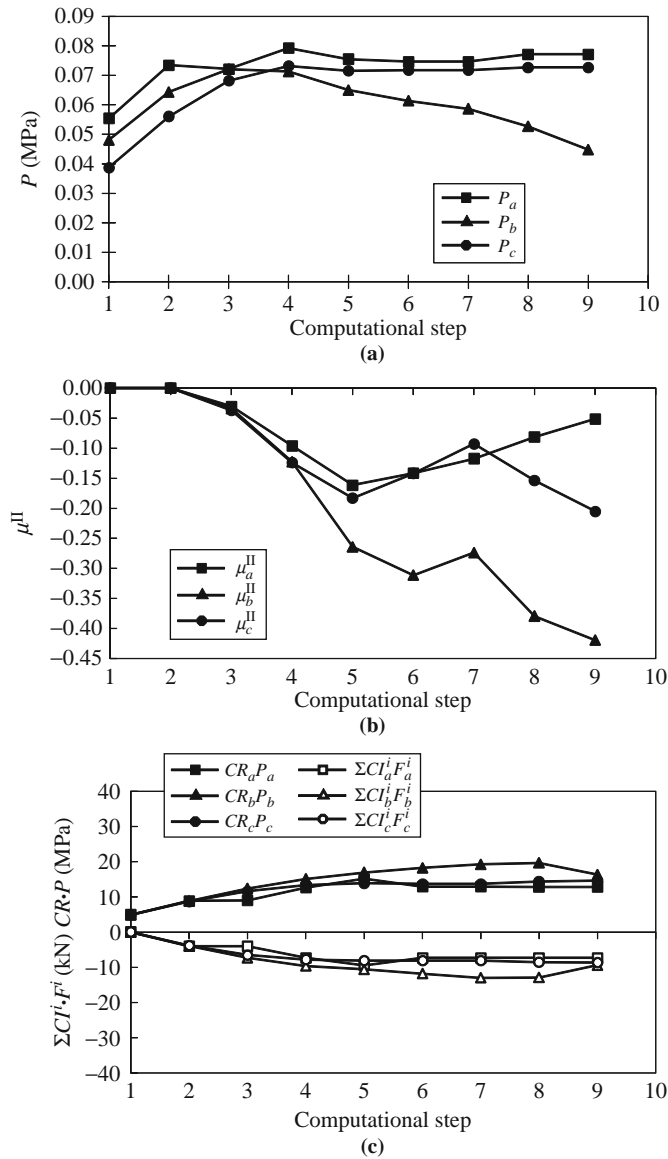 0.09
0.08
0.07
0.06
0.05
0.04
0.03
0.02
0.01
0.00
P (MPa)
P_a
P_b
P_c
1 2 3 4 5 6 7 8 9 10
Computational step
(a)
0.00
−0.05
−0.10
−0.15
−0.20
−0.25
−0.30
−0.35
−0.40
−0.45
μ^II
μ_a^II
μ_b^II
μ_c^II
1 2 3 4 5 6 7 8 9 10
Computational step
(b)
CR_aP_a
CR_bP_b
CR_cP_c
ΣCI_a^iF_a^i
ΣCI_b^iF_b^i
ΣCI_c^iF_c^i
40
30
20
10
0
−10
−20
−30
−40
ΣCI^i·F^i (kN) CR·P (MPa)
1 2 3 4 5 6 7 8 9 10
Computational step
(c)